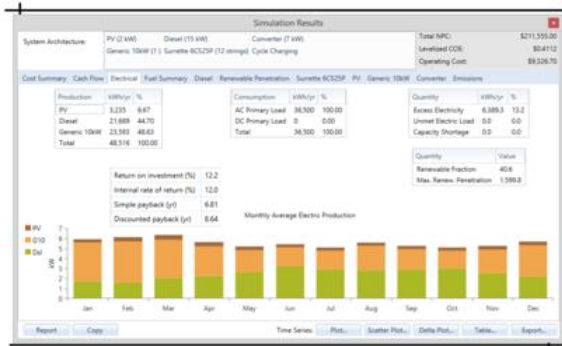 Simulation Results
System Architecture: PV (2 kW) Diesel (15 kW) Converter (7 kW)
Generic 10kW (1) Surrette 6CS25P (12 strings) Cycle Charging
Total NPC: $211,555.00
Levelized COE: $0.4112
Operating Cost: $9,326.70
Cost Summary Cash Flow Electrical Fuel Summary Diesel Renewable Penetration Surrette 6CS25P PV Generic 10kW Converter Emissions
Production kWh/yr %
PV 3,235 6.67
Diesel 21,689 44.70
Generic 10kW 23,593 48.63
Total 48,516 100.00
Consumption kWh/yr %
AC Primary Load 36,500 100.00
DC Primary Load 0 0.00
Total 36,500 100.00
Quantity kWh/yr %
Excess Electricity 6,389.3 13.2
Unmet Electric Load 0.0 0.0
Capacity Shortage 0.0 0.0
Quantity Value
Renewable Fraction 40.6
Max. Renew. Penetration 1,599.8
Return on investment (%) 12.2
Internal rate of return (%) 12.0
Simple payback (yr) 6.81
Discounted payback (yr) 8.64
Monthly Average Electric Production
PV
G10
Dsl
kW
7
6
5
4
3
2
1
0
Jan Feb Mar Apr May Jun Jul Aug Sep Oct Nov Dec
Report Copy Time Series: Plot... Scatter Plot... Delta Plot... Table... Export...